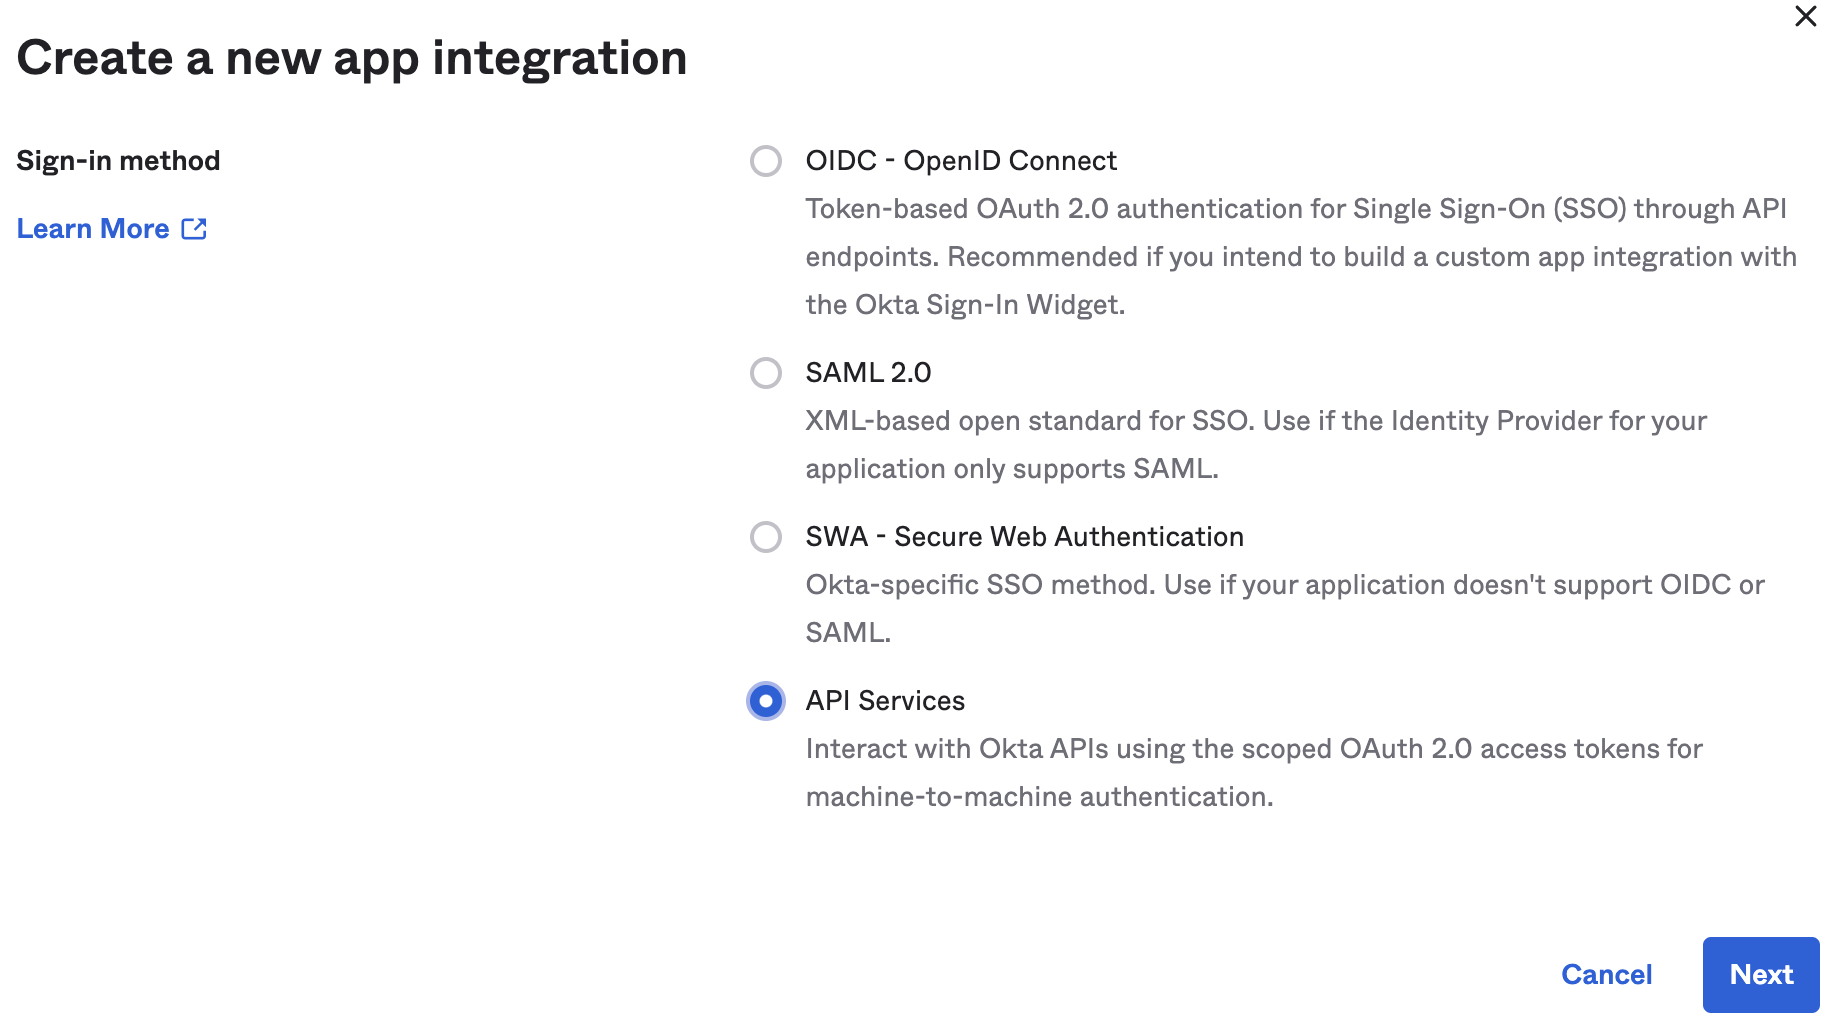 Create a new app integration
Sign-in method
Learn More
OIDC - OpenID Connect
Token-based OAuth 2.0 authentication for Single Sign-On (SSO) through API
endpoints. Recommended if you intend to build a custom app integration with
the Okta Sign-In Widget.
SAML 2.0
XML-based open standard for SSO. Use if the Identity Provider for your
application only supports SAML.
SWA - Secure Web Authentication
Okta-specific SSO method. Use if your application doesn't support OIDC or
SAML.
API Services
Interact with Okta APIs using the scoped OAuth 2.0 access tokens for
machine-to-machine authentication.
Cancel
Next